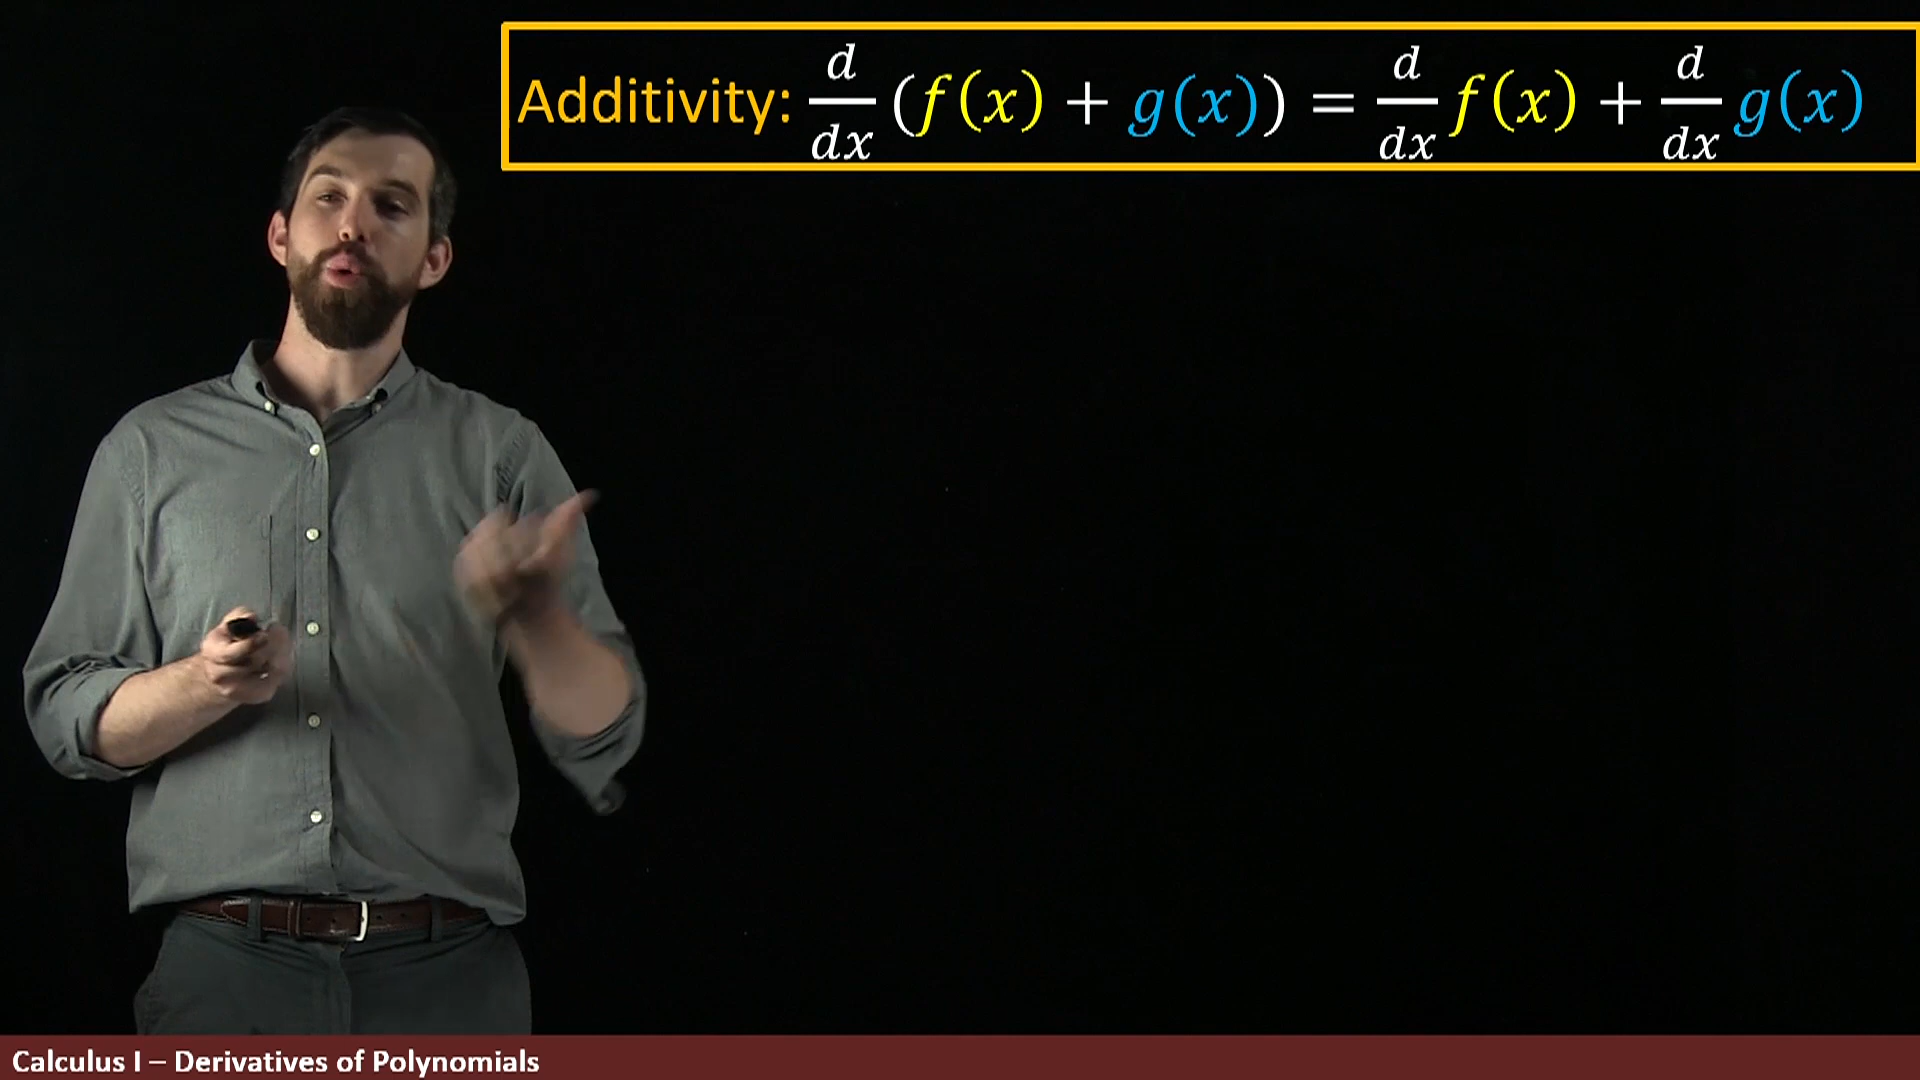 Additivity: d/dx (f(x) + g(x)) = d/dx f(x) + d/dx g(x)
Calculus I – Derivatives of Polynomials